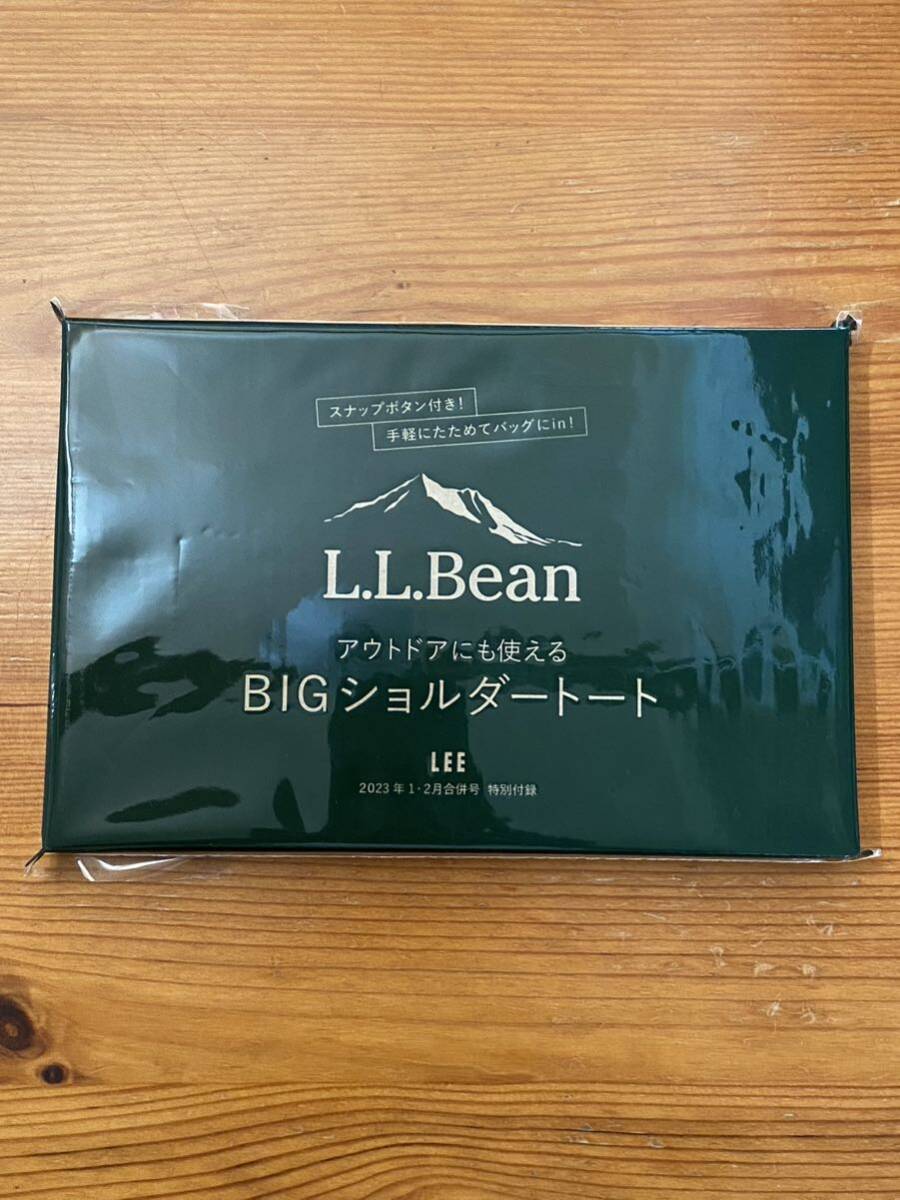 スナップボタン付き!
手軽にたためてバッグにin!
L.L.Bean
アウトドアにも使える
BIGショルダートート
LEE
2023年1・2月合併号 特別付録